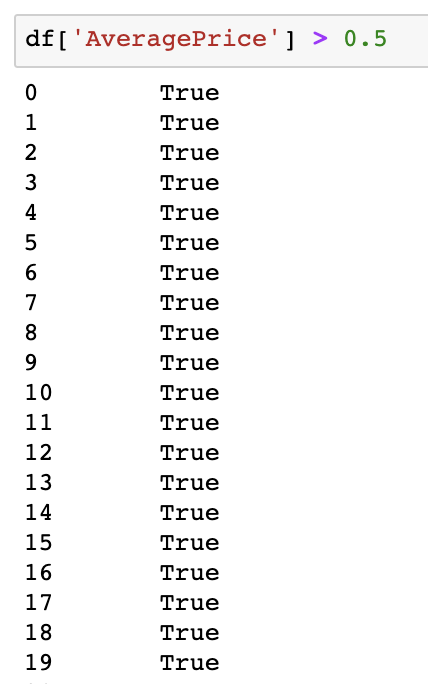 df['AveragePrice'] > 0.5
0 True
1 True
2 True
3 True
4 True
5 True
6 True
7 True
8 True
9 True
10 True
11 True
12 True
13 True
14 True
15 True
16 True
17 True
18 True
19 True